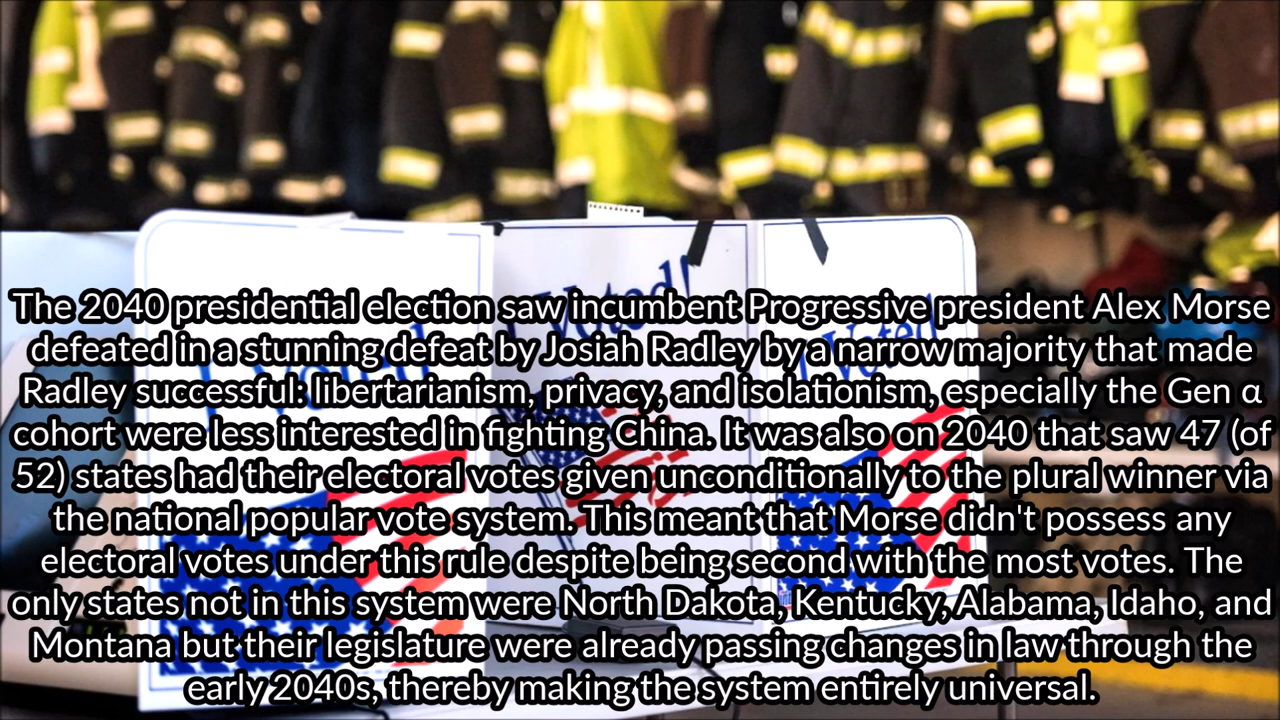 I Voted!
I Voted!
I Voted!
The 2040 presidential election saw incumbent Progressive president Alex Morse
defeated in a stunning defeat by Josiah Radley by a narrow majority that made
Radley successful: libertarianism, privacy, and isolationism, especially the Gen α
cohort were less interested in fighting China. It was also on 2040 that saw 47 (of
52) states had their electoral votes given unconditionally to the plural winner via
the national popular vote system. This meant that Morse didn't possess any
electoral votes under this rule despite being second with the most votes. The
only states not in this system were North Dakota, Kentucky, Alabama, Idaho, and
Montana but their legislature were already passing changes in law through the
early 2040s, thereby making the system entirely universal.